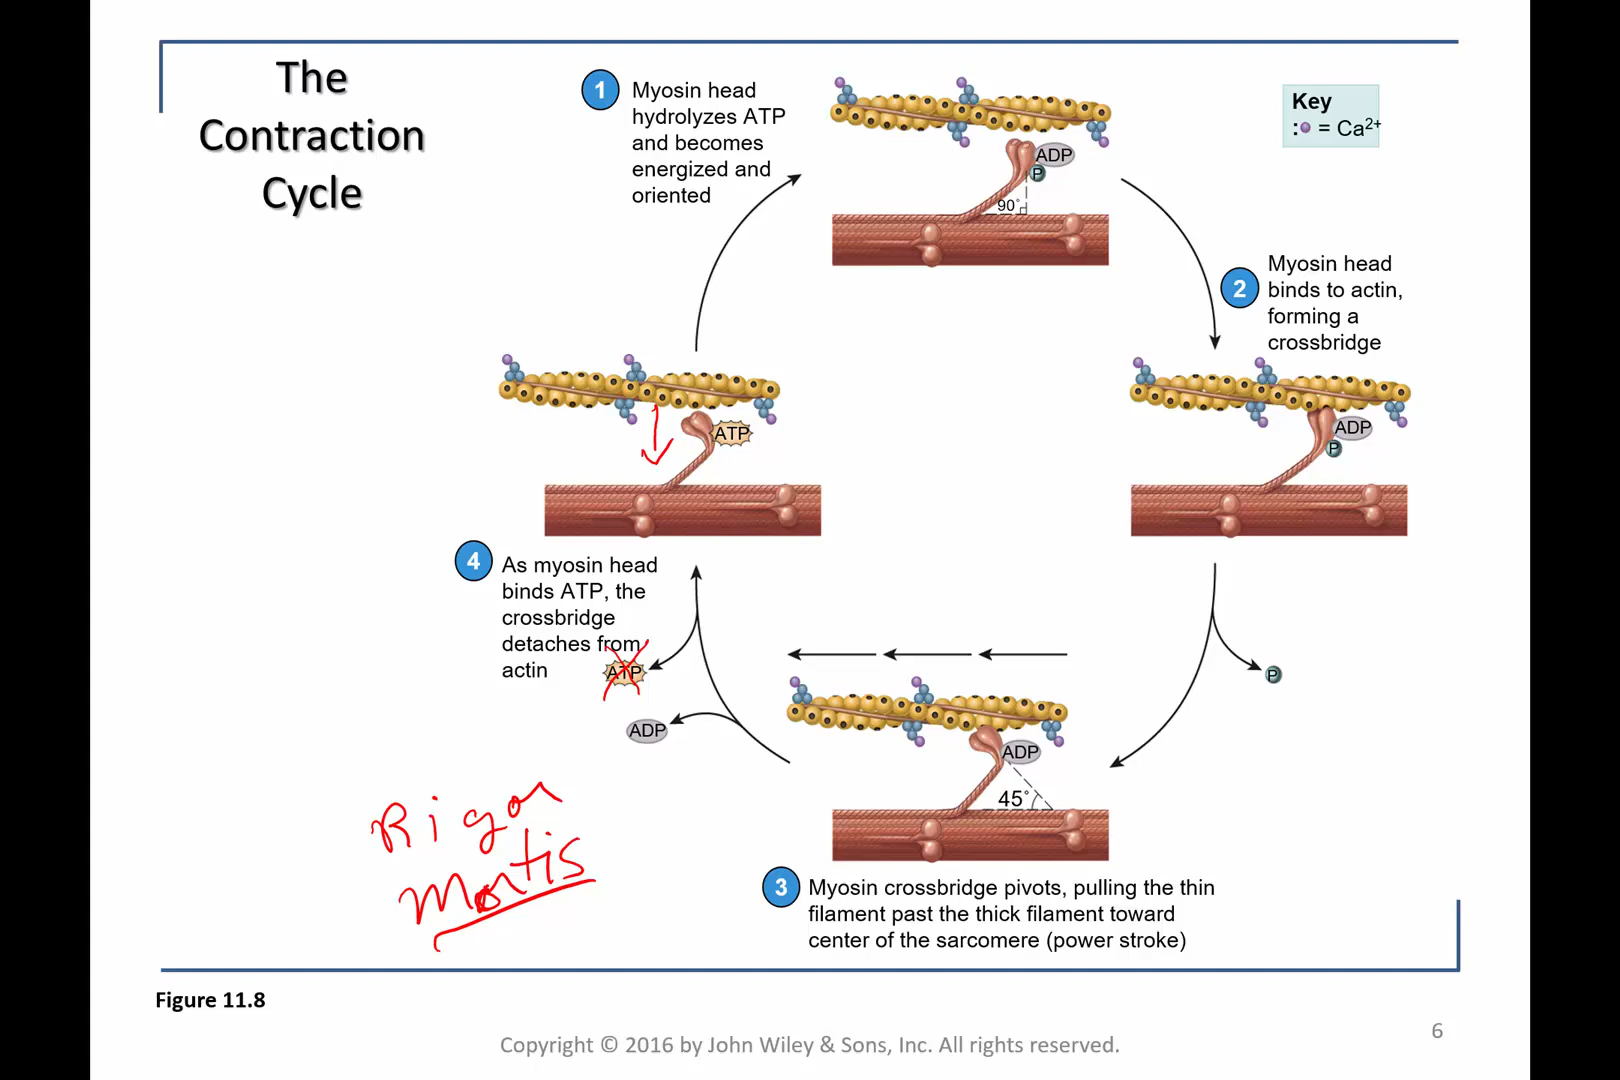 The
Contraction
Cycle
1
Myosin head
hydrolyzes ATP
and becomes
energized and
oriented
ADP
P
90°
Key
:= Ca2+
2
Myosin head
binds to actin,
forming a
crossbridge
ADP
P
ATP
4
As myosin head
binds ATP, the
crossbridge
detaches from
actin
ATP
ADP
P
ADP
45°
3
Myosin crossbridge pivots, pulling the thin
filament past the thick filament toward
center of the sarcomere (power stroke)
Rigor
Mortis
Figure 11.8
Copyright © 2016 by John Wiley & Sons, Inc. All rights reserved.
6